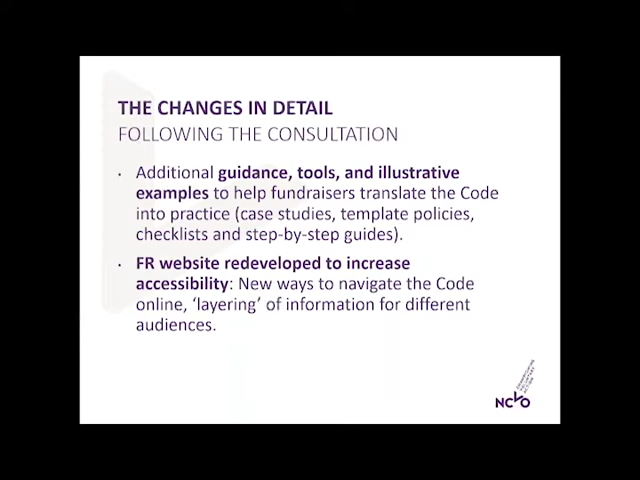 THE CHANGES IN DETAIL
FOLLOWING THE CONSULTATION
· Additional guidance, tools, and illustrative
examples to help fundraisers translate the Code
into practice (case studies, template policies,
checklists and step-by-step guides).
· FR website redeveloped to increase
accessibility: New ways to navigate the Code
online, ‘layering’ of information for different
audiences.
NCVO